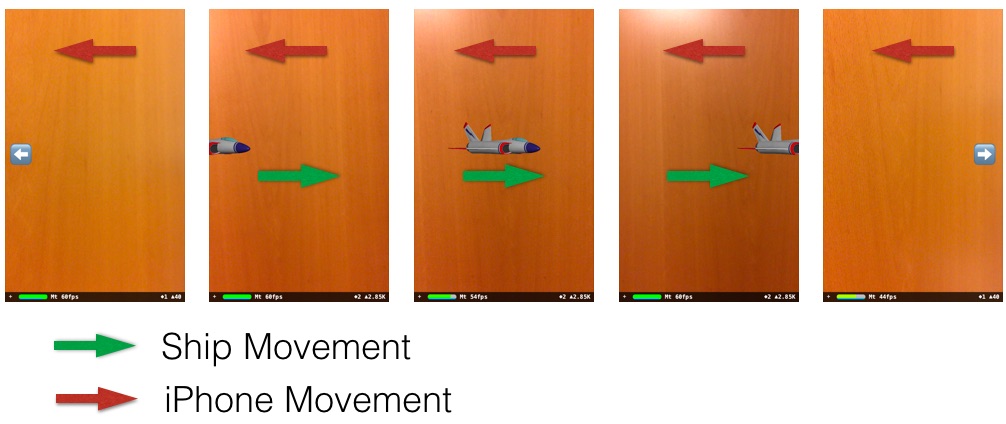 + Mt 60fps ♦1 ▲40
+ Mt 60fps ♦2 ▲2.85K
+ Mt 54fps ♦2 ▲2.85K
+ Mt 60fps ♦2 ▲2.85K
+ Mt 44fps ♦1 ▲40
Ship Movement
iPhone Movement